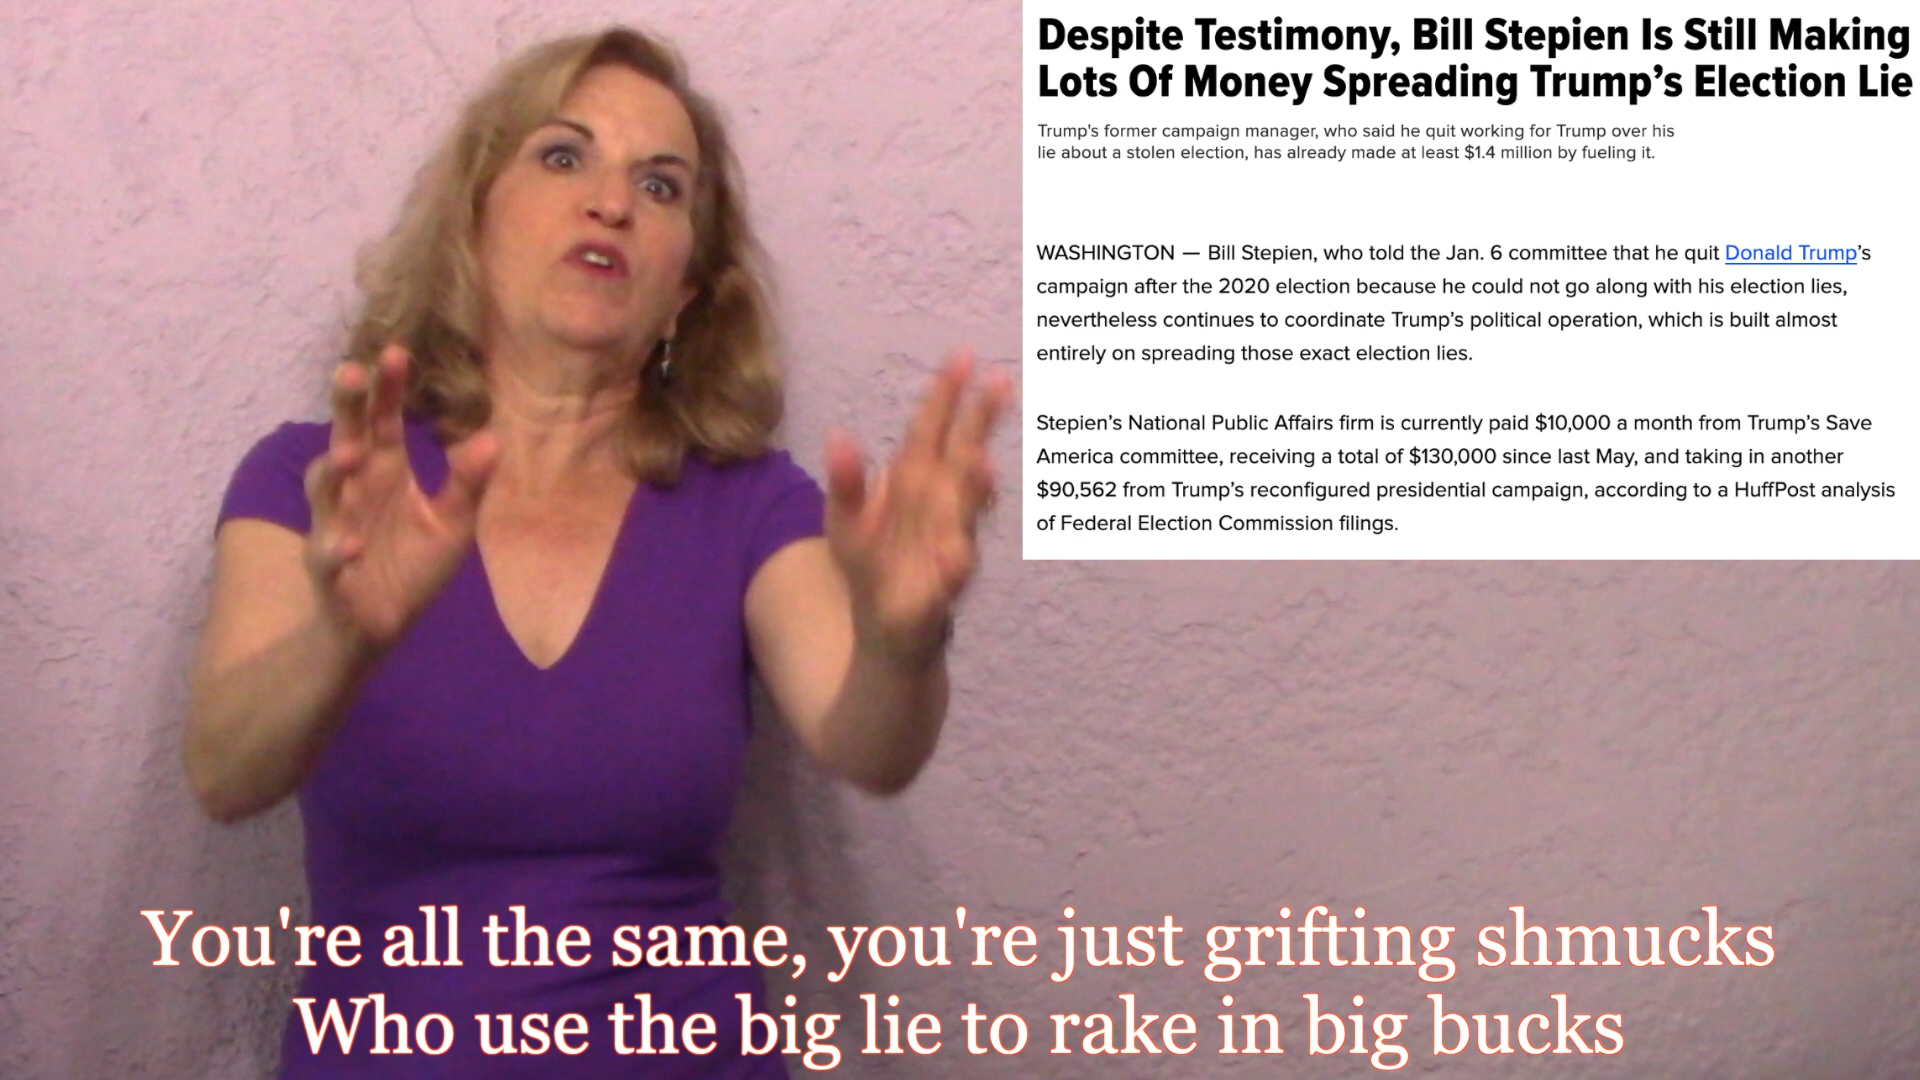 Despite Testimony, Bill Stepien Is Still Making
Lots Of Money Spreading Trump’s Election Lie
Trump's former campaign manager, who said he quit working for Trump over his
lie about a stolen election, has already made at least $1.4 million by fueling it.
WASHINGTON — Bill Stepien, who told the Jan. 6 committee that he quit Donald Trump’s
campaign after the 2020 election because he could not go along with his election lies,
nevertheless continues to coordinate Trump’s political operation, which is built almost
entirely on spreading those exact election lies.
Stepien’s National Public Affairs firm is currently paid $10,000 a month from Trump’s Save
America committee, receiving a total of $130,000 since last May, and taking in another
$90,562 from Trump’s reconfigured presidential campaign, according to a HuffPost analysis
of Federal Election Commission filings.
You're all the same, you're just grifting shmucks
Who use the big lie to rake in big bucks